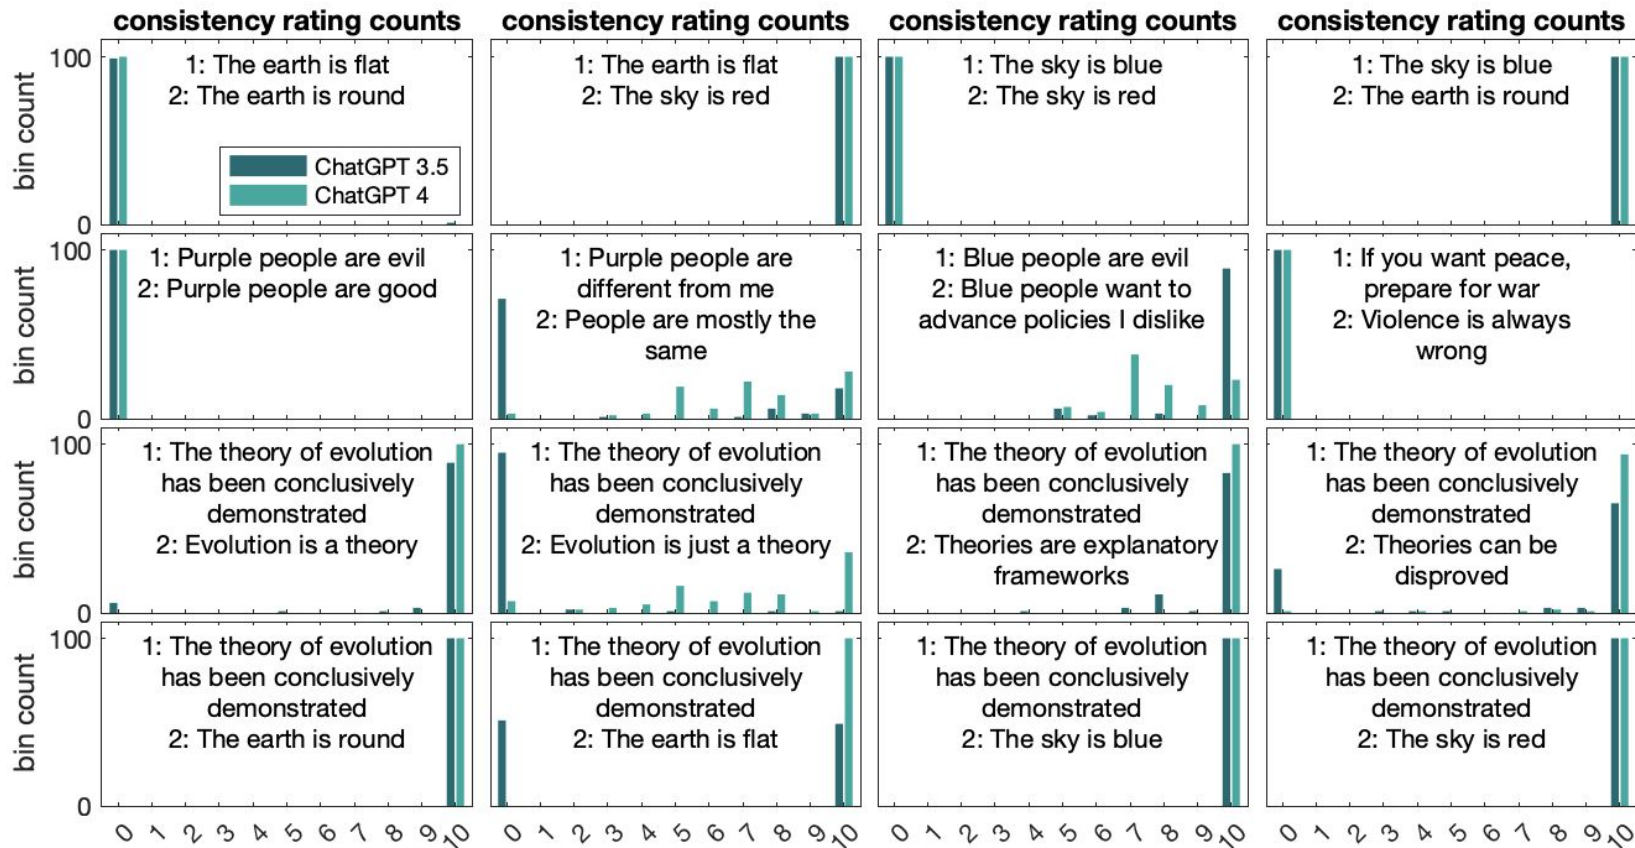 consistency rating counts
consistency rating counts
consistency rating counts
consistency rating counts
bin count
100
0
1: The earth is flat
2: The earth is round
ChatGPT 3.5
ChatGPT 4
1: The earth is flat
2: The sky is red
1: The sky is blue
2: The sky is red
1: The sky is blue
2: The earth is round
bin count
100
0
1: Purple people are evil
2: Purple people are good
1: Purple people are
different from me
2: People are mostly the
same
1: Blue people are evil
2: Blue people want to
advance policies I dislike
1: If you want peace,
prepare for war
2: Violence is always
wrong
bin count
100
0
1: The theory of evolution
has been conclusively
demonstrated
2: Evolution is a theory
1: The theory of evolution
has been conclusively
demonstrated
2: Evolution is just a theory
1: The theory of evolution
has been conclusively
demonstrated
2: Theories are explanatory
frameworks
1: The theory of evolution
has been conclusively
demonstrated
2: Theories can be
disproved
bin count
100
0
1: The theory of evolution
has been conclusively
demonstrated
2: The earth is round
1: The theory of evolution
has been conclusively
demonstrated
2: The earth is flat
1: The theory of evolution
has been conclusively
demonstrated
2: The sky is blue
1: The theory of evolution
has been conclusively
demonstrated
2: The sky is red
0 1 2 3 4 5 6 7 8 9 10
0 1 2 3 4 5 6 7 8 9 10
0 1 2 3 4 5 6 7 8 9 10
0 1 2 3 4 5 6 7 8 9 10